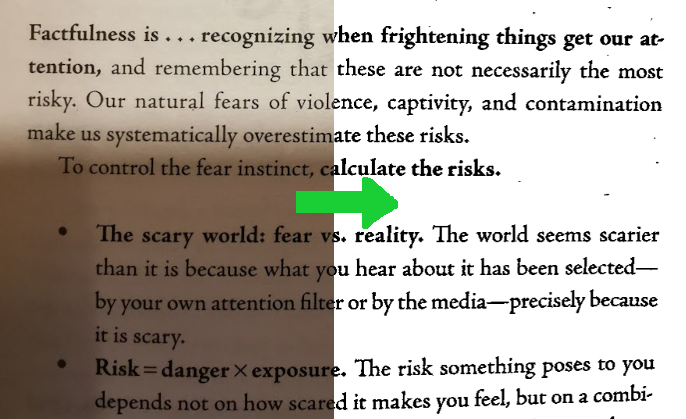 Factfulness is . . . recognizing when frightening things get our at-
tention, and remembering that these are not necessarily the most
risky. Our natural fears of violence, captivity, and contamination
make us systematically overestimate these risks.
To control the fear instinct, calculate the risks.
• The scary world: fear vs. reality. The world seems scarier
than it is because what you hear about it has been selected—
by your own attention filter or by the media—precisely because
it is scary.
• Risk = danger × exposure. The risk something poses to you
depends not on how scared it makes you feel, but on a combi-